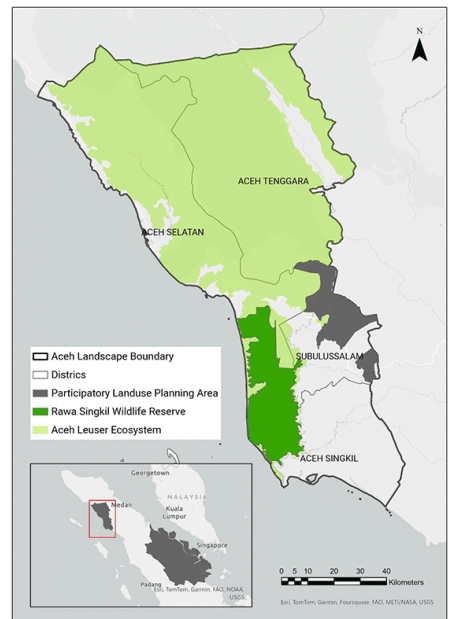 N
ACEH TENGGARA
ACEH SELATAN
SUBULUSSALAM
ACEH SINGKIL
Aceh Landscape Boundary
Districs
Participatory Landuse Planning Area
Rawa Singkil Wildlife Reserve
Aceh Leuser Ecosystem
Georgetown
MALAYSIA
Medan
Kuala
Lumpur
Singapore
Padang
Esri, TomTom, Garmin, FAO, NOAA,
USGS
0 5 10 20 30 40
Kilometers
Esri, TomTom, Garmin, Foursquare, FAO, METI/NASA, USGS